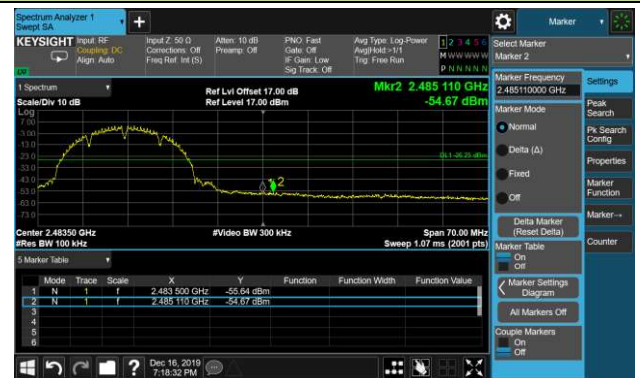 Spectrum Analyzer 1
Swept SA
Marker
KEYSIGHT
Input: RF
Coupling: DC
Align: Auto
Input Z: 50 Ω
Corrections: Off
Freq Ref: Int (S)
Atten: 10 dB
Preamp: Off
PNO: Fast
Gate: Off
IF Gain: Low
Sig Track: Off
Avg Type: Log-Power
Avg|Hold:>1/1
Trig: Free Run
1 2 3 4 5 6
M W W W W W
P N N N N N
Select Marker
Marker 2
1 Spectrum
Scale/Div 10 dB
Log
Ref Lvl Offset 17.00 dB
Ref Level 17.00 dBm
Mkr2 2.485 110 GHz
-54.67 dBm
7.00
-3.00
-13.0
-23.0
-33.0
-43.0
-53.0
-63.0
-73.0
DL1 -26.25 dBm
2
Center 2.48350 GHz
#Res BW 100 kHz
#Video BW 300 kHz
Span 70.00 MHz
Sweep 1.07 ms (2001 pts)
5 Marker Table
Mode Trace Scale X Y Function Function Width Function Value
1 N 1 f 2.483 500 GHz -55.64 dBm
2 N 1 f 2.485 110 GHz -54.67 dBm
3
4
5
6
Marker Frequency
2.485110000 GHz
Marker Mode
Normal
Delta (Δ)
Fixed
Off
Delta Marker
(Reset Delta)
Marker Table
On
Off
Marker Settings
Diagram
All Markers Off
Couple Markers
On
Off
Settings
Peak
Search
Pk Search
Config
Properties
Marker
Function
Marker→
Counter
Dec 16, 2019
7:18:32 PM